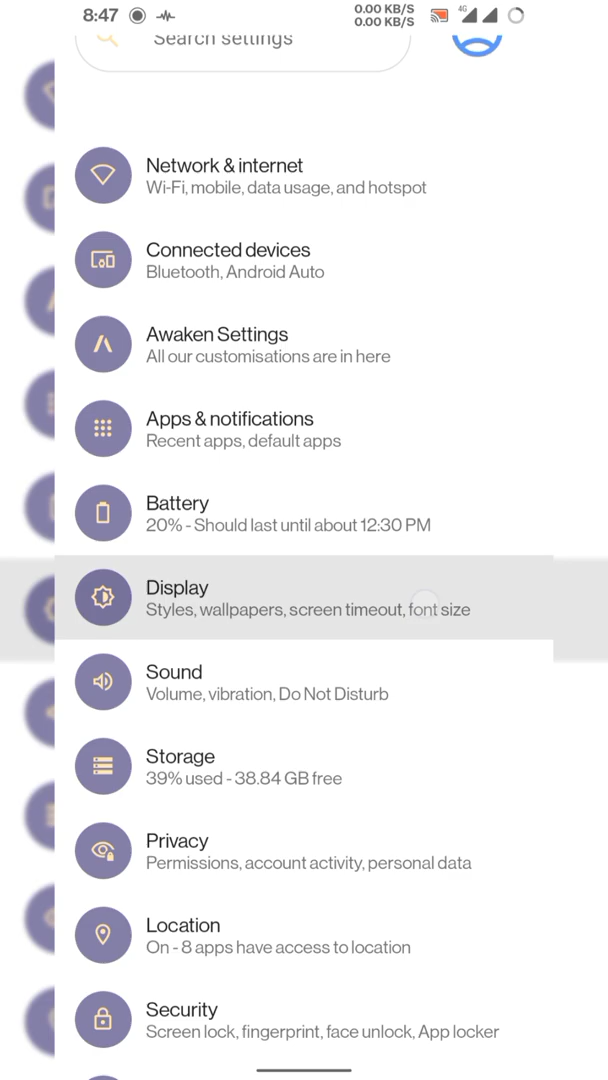 8:47
0.00 KB/S
0.00 KB/S
4G
Search settings
Network & internet
Wi-Fi, mobile, data usage, and hotspot
Connected devices
Bluetooth, Android Auto
Awaken Settings
All our customisations are in here
Apps & notifications
Recent apps, default apps
Battery
20% - Should last until about 12:30 PM
Display
Styles, wallpapers, screen timeout, font size
Sound
Volume, vibration, Do Not Disturb
Storage
39% used - 38.84 GB free
Privacy
Permissions, account activity, personal data
Location
On - 8 apps have access to location
Security
Screen lock, fingerprint, face unlock, App locker